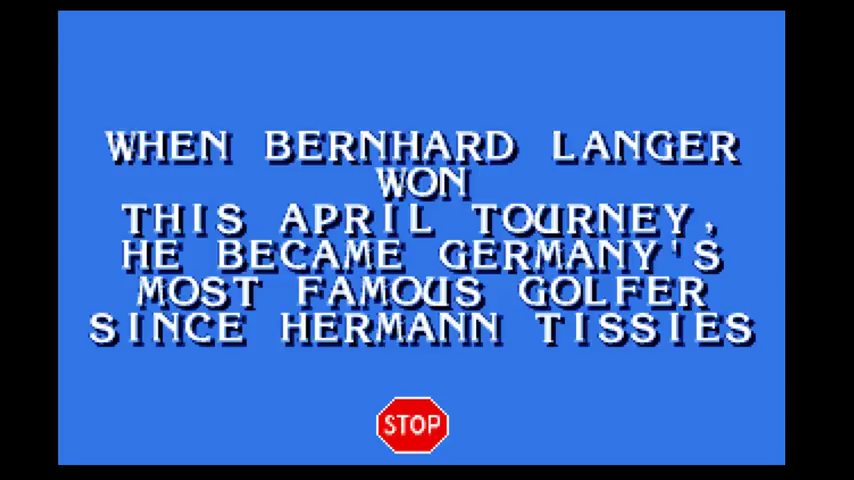 WHEN BERNHARD LANGER
WON
THIS APRIL TOURNEY,
HE BECAME GERMANY'S
MOST FAMOUS GOLFER
SINCE HERMANN TISSIES
STOP